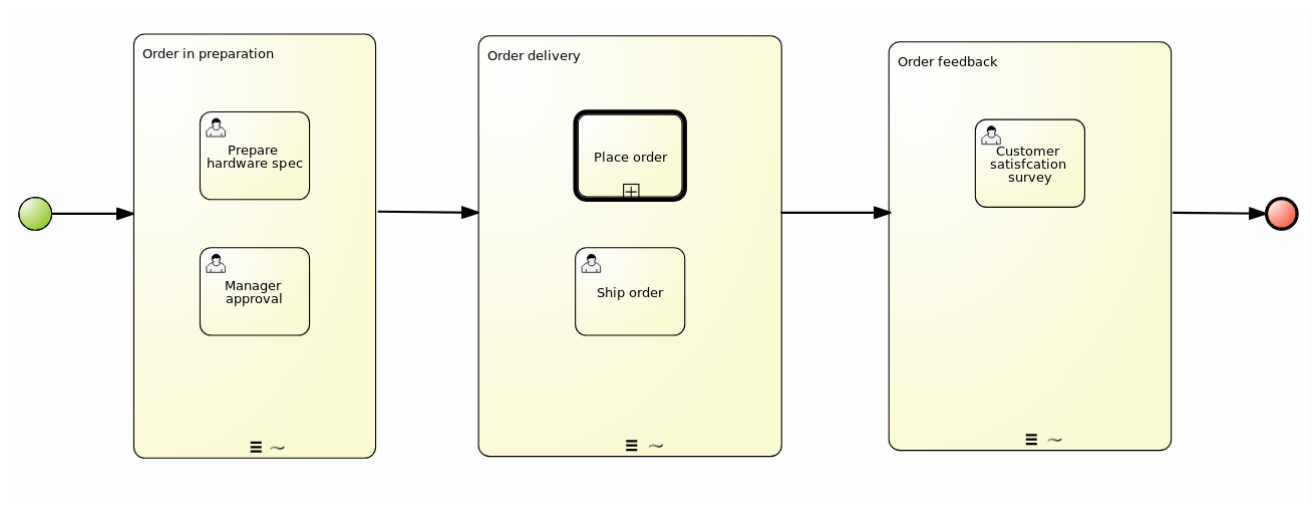 Order in preparation
Prepare
hardware spec
Manager
approval
Order delivery
Place order
Ship order
Order feedback
Customer
satisfcation
survey